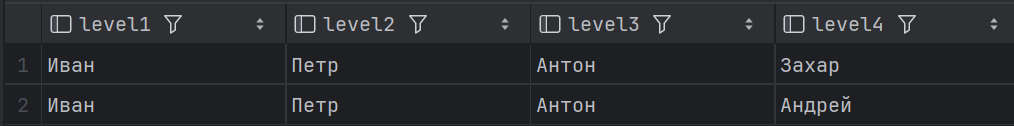 level1 level2 level3 level4
1 Иван Петр Антон Захар
2 Иван Петр Антон Андрей